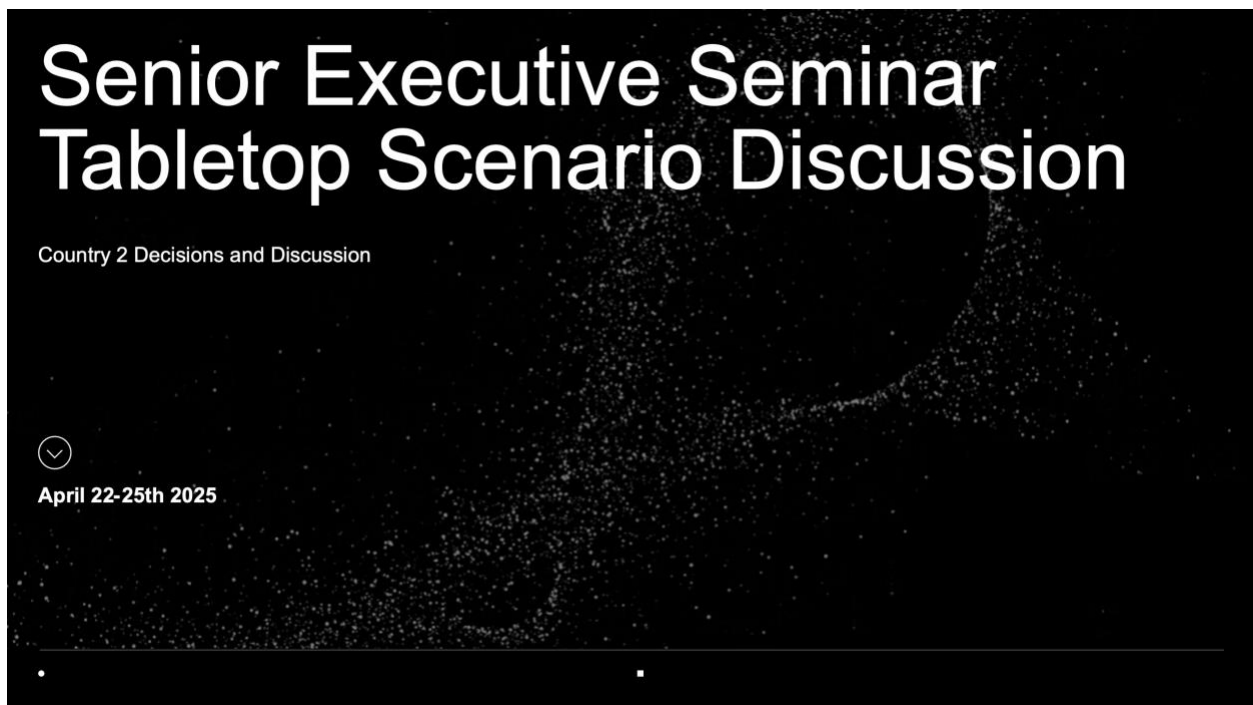 Senior Executive Seminar
Tabletop Scenario Discussion
Country 2 Decisions and Discussion
April 22-25th 2025